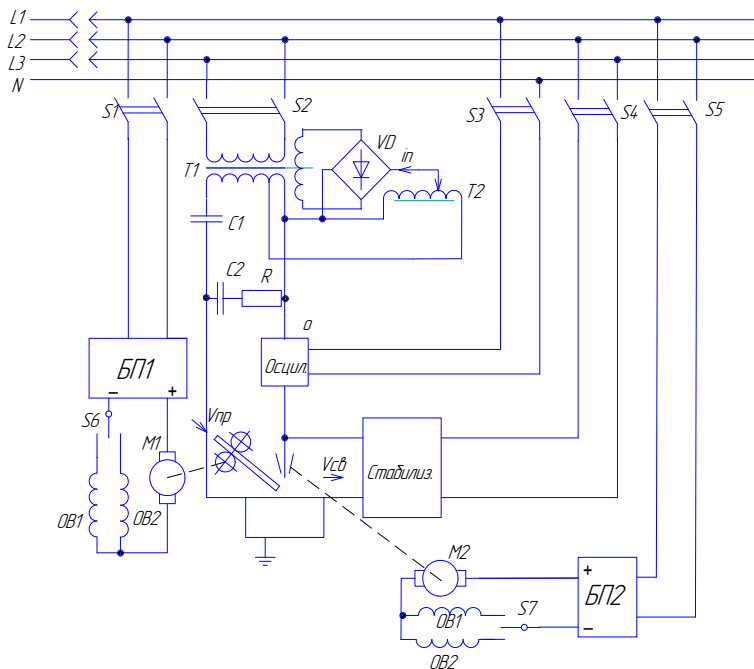 L1
L2
L3
N
S1
S2
S3
S4
S5
VD
iп
T1
T2
C1
C2
R
o
Осцил.
БП1
−
+
S6
Vпр
M1
Vсв
Стабилиз.
ОВ1
ОВ2
M2
+
БП2
ОВ1
S7
−
ОВ2